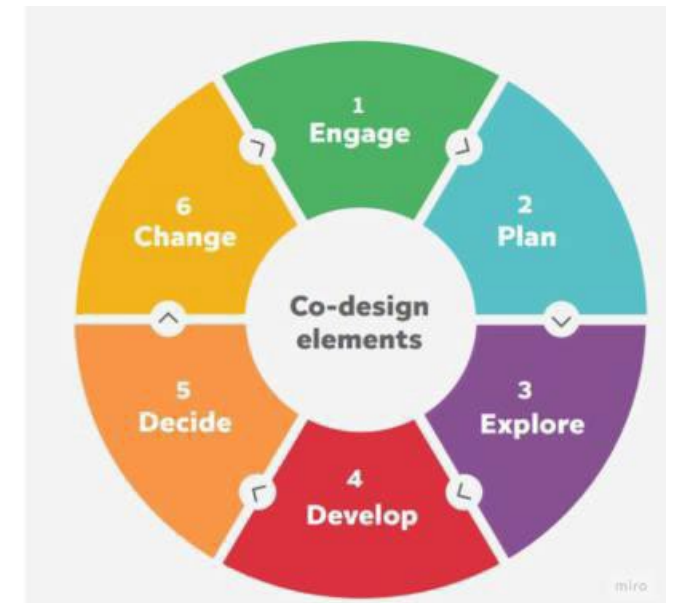 1
Engage
2
Plan
3
Explore
4
Develop
5
Decide
6
Change
Co-design
elements
miro